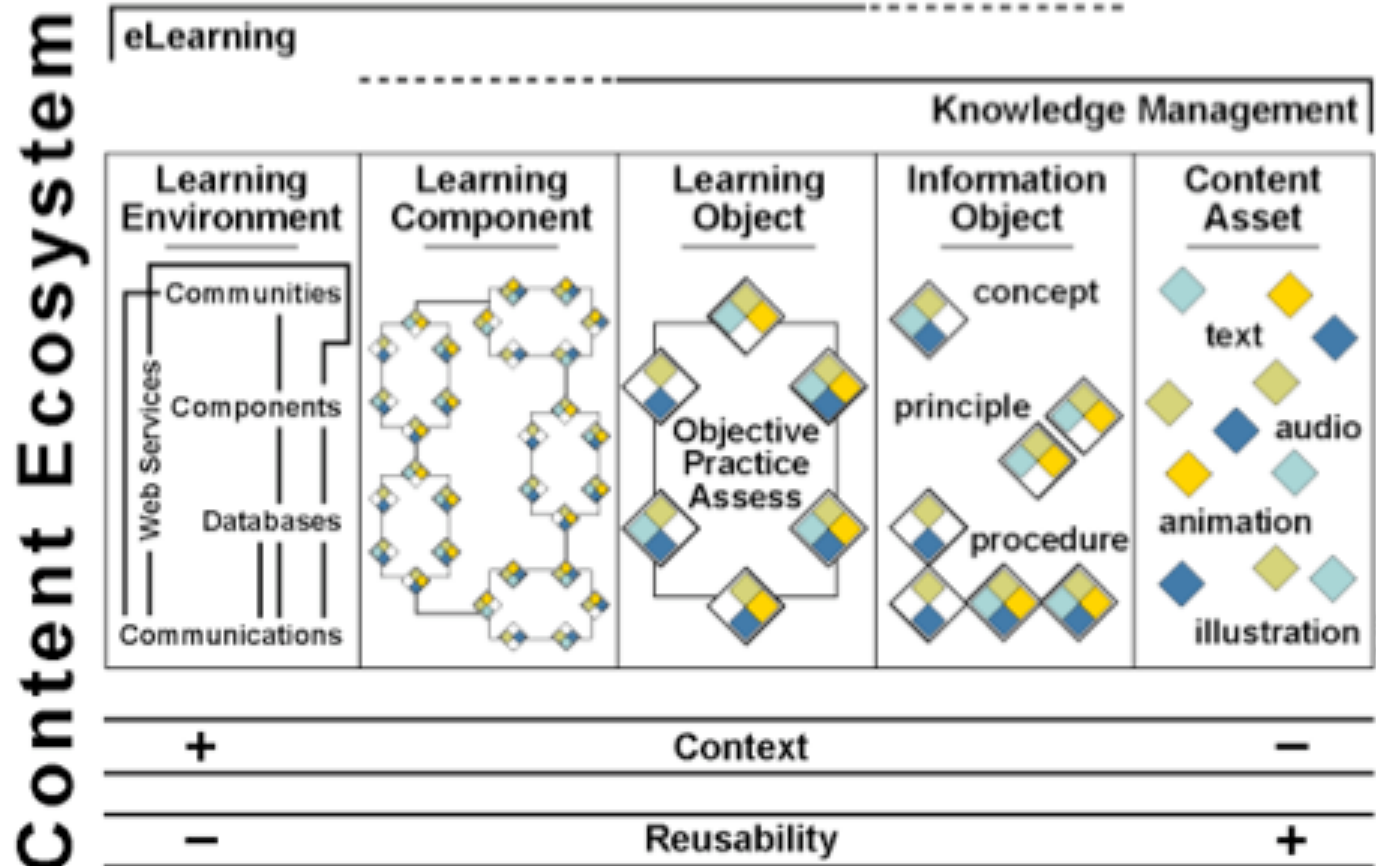 Content Ecosystem
eLearning
Knowledge Management
Learning
Environment
Communities
Web Services
Components
Databases
Communications
Learning
Component
Learning
Object
Objective
Practice
Assess
Information
Object
concept
principle
procedure
Content
Asset
text
audio
animation
illustration
+ Context −
− Reusability +